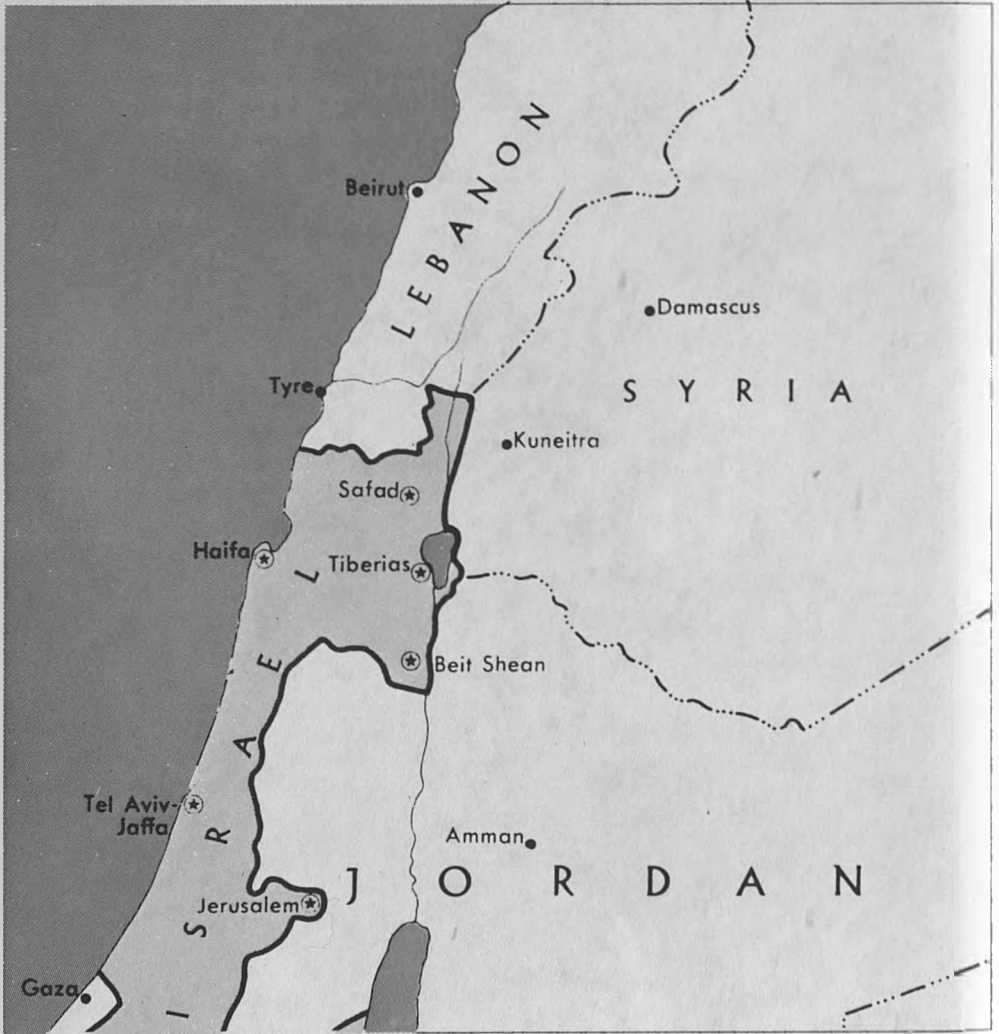 LEBANON
Beirut
Damascus
Tyre
SYRIA
Kuneitra
Safad
Haifa
Tiberias
Beit Shean
ISRAEL
Tel Aviv-
Jaffa
Amman
JORDAN
Jerusalem
Gaza